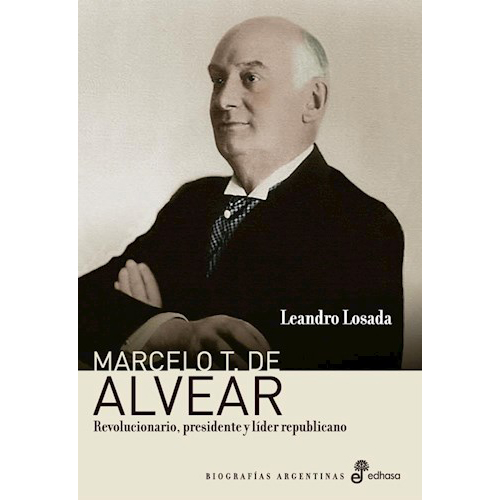 Leandro Losada
MARCELO T. DE
ALVEAR
Revolucionario, presidente y líder republicano
BIOGRAFÍAS ARGENTINAS
edhasa